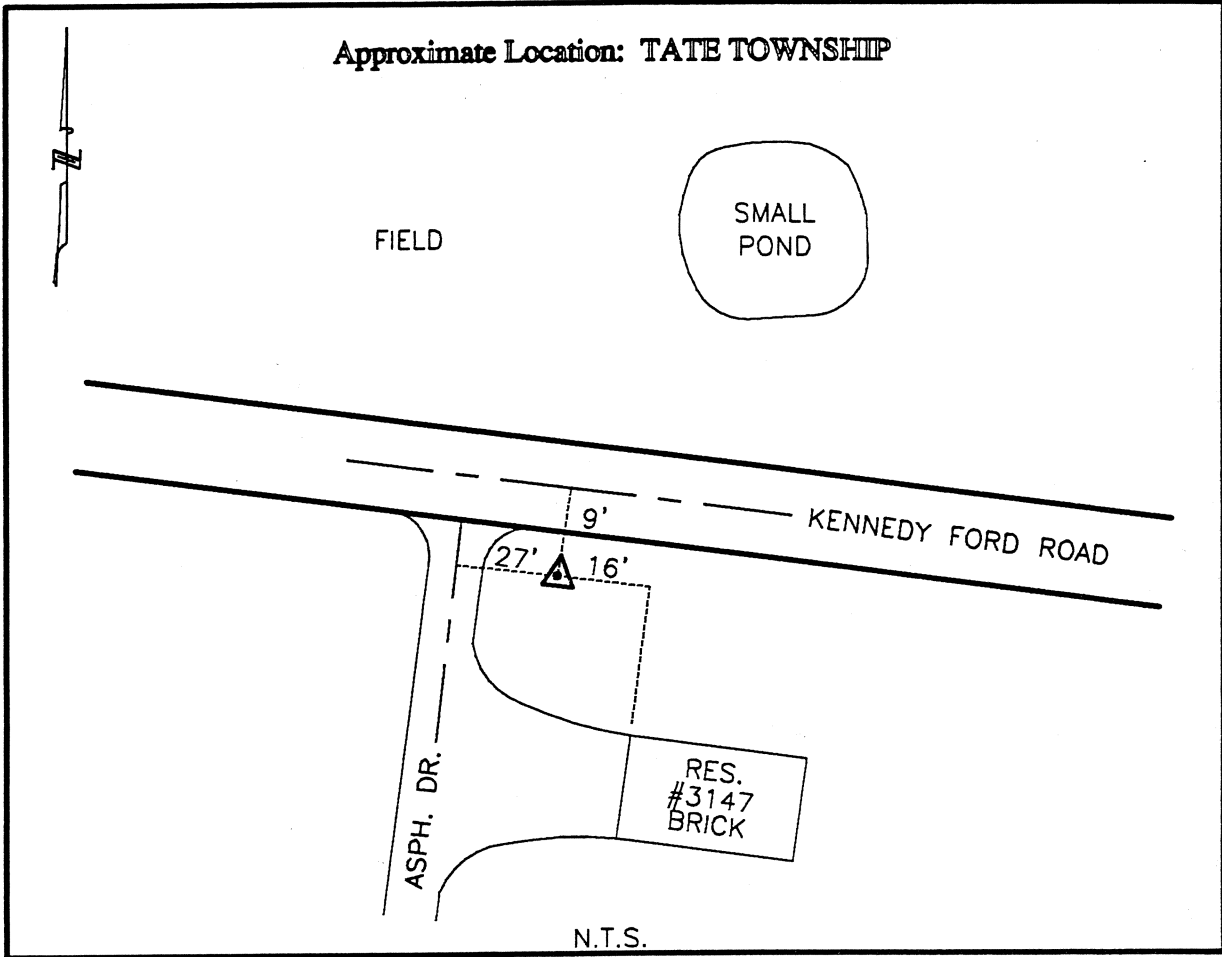 Approximate Location: TATE TOWNSHIP
N
FIELD
SMALL
POND
KENNEDY FORD ROAD
9'
27'
16'
ASPH. DR.
RES.
#3147
BRICK
N.T.S.